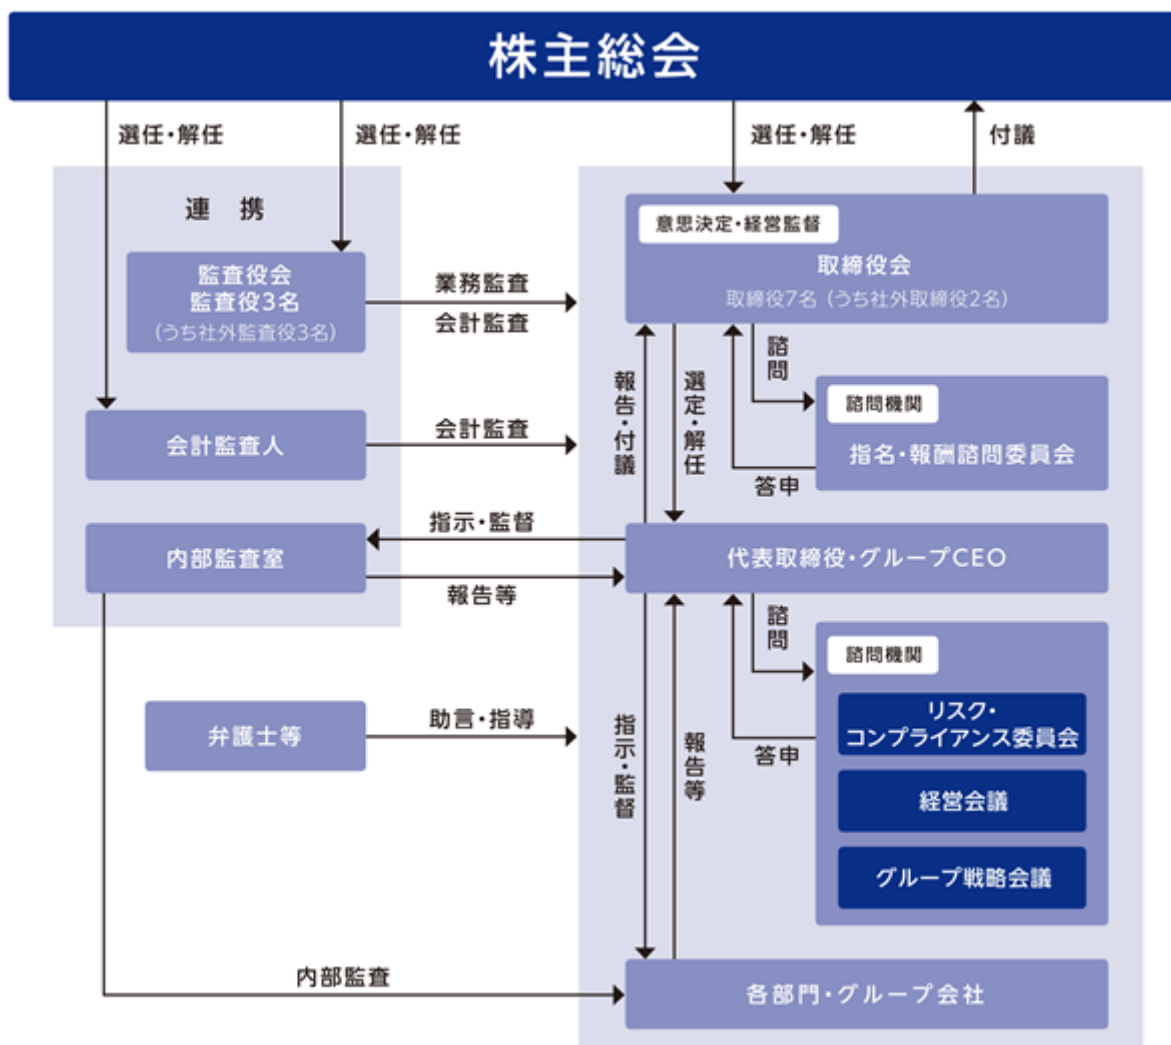 株主総会
選任・解任
選任・解任
選任・解任
付議
連携
監査役会
監査役3名
(うち社外監査役3名)
業務監査
会計監査
意思決定・経営監督
取締役会
取締役7名(うち社外取締役2名)
報告・付議
選定・解任
諮問
諮問機関
指名・報酬諮問委員会
答申
会計監査人
会計監査
内部監査室
指示・監督
報告等
代表取締役・グループCEO
諮問
諮問機関
リスク・
コンプライアンス委員会
経営会議
グループ戦略会議
答申
弁護士等
助言・指導
指示・監督
報告等
内部監査
各部門・グループ会社